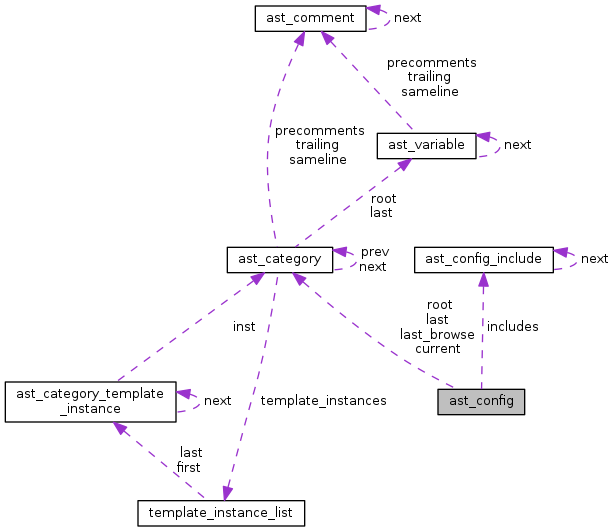 ast_comment
next
precomments
trailing
sameline
precomments
trailing
sameline
ast_variable
next
root
last
ast_category
prev
next
ast_config_include
next
inst
root
last
last_browse
current
includes
ast_category_template
_instance
next
template_instances
ast_config
last
first
template_instance_list